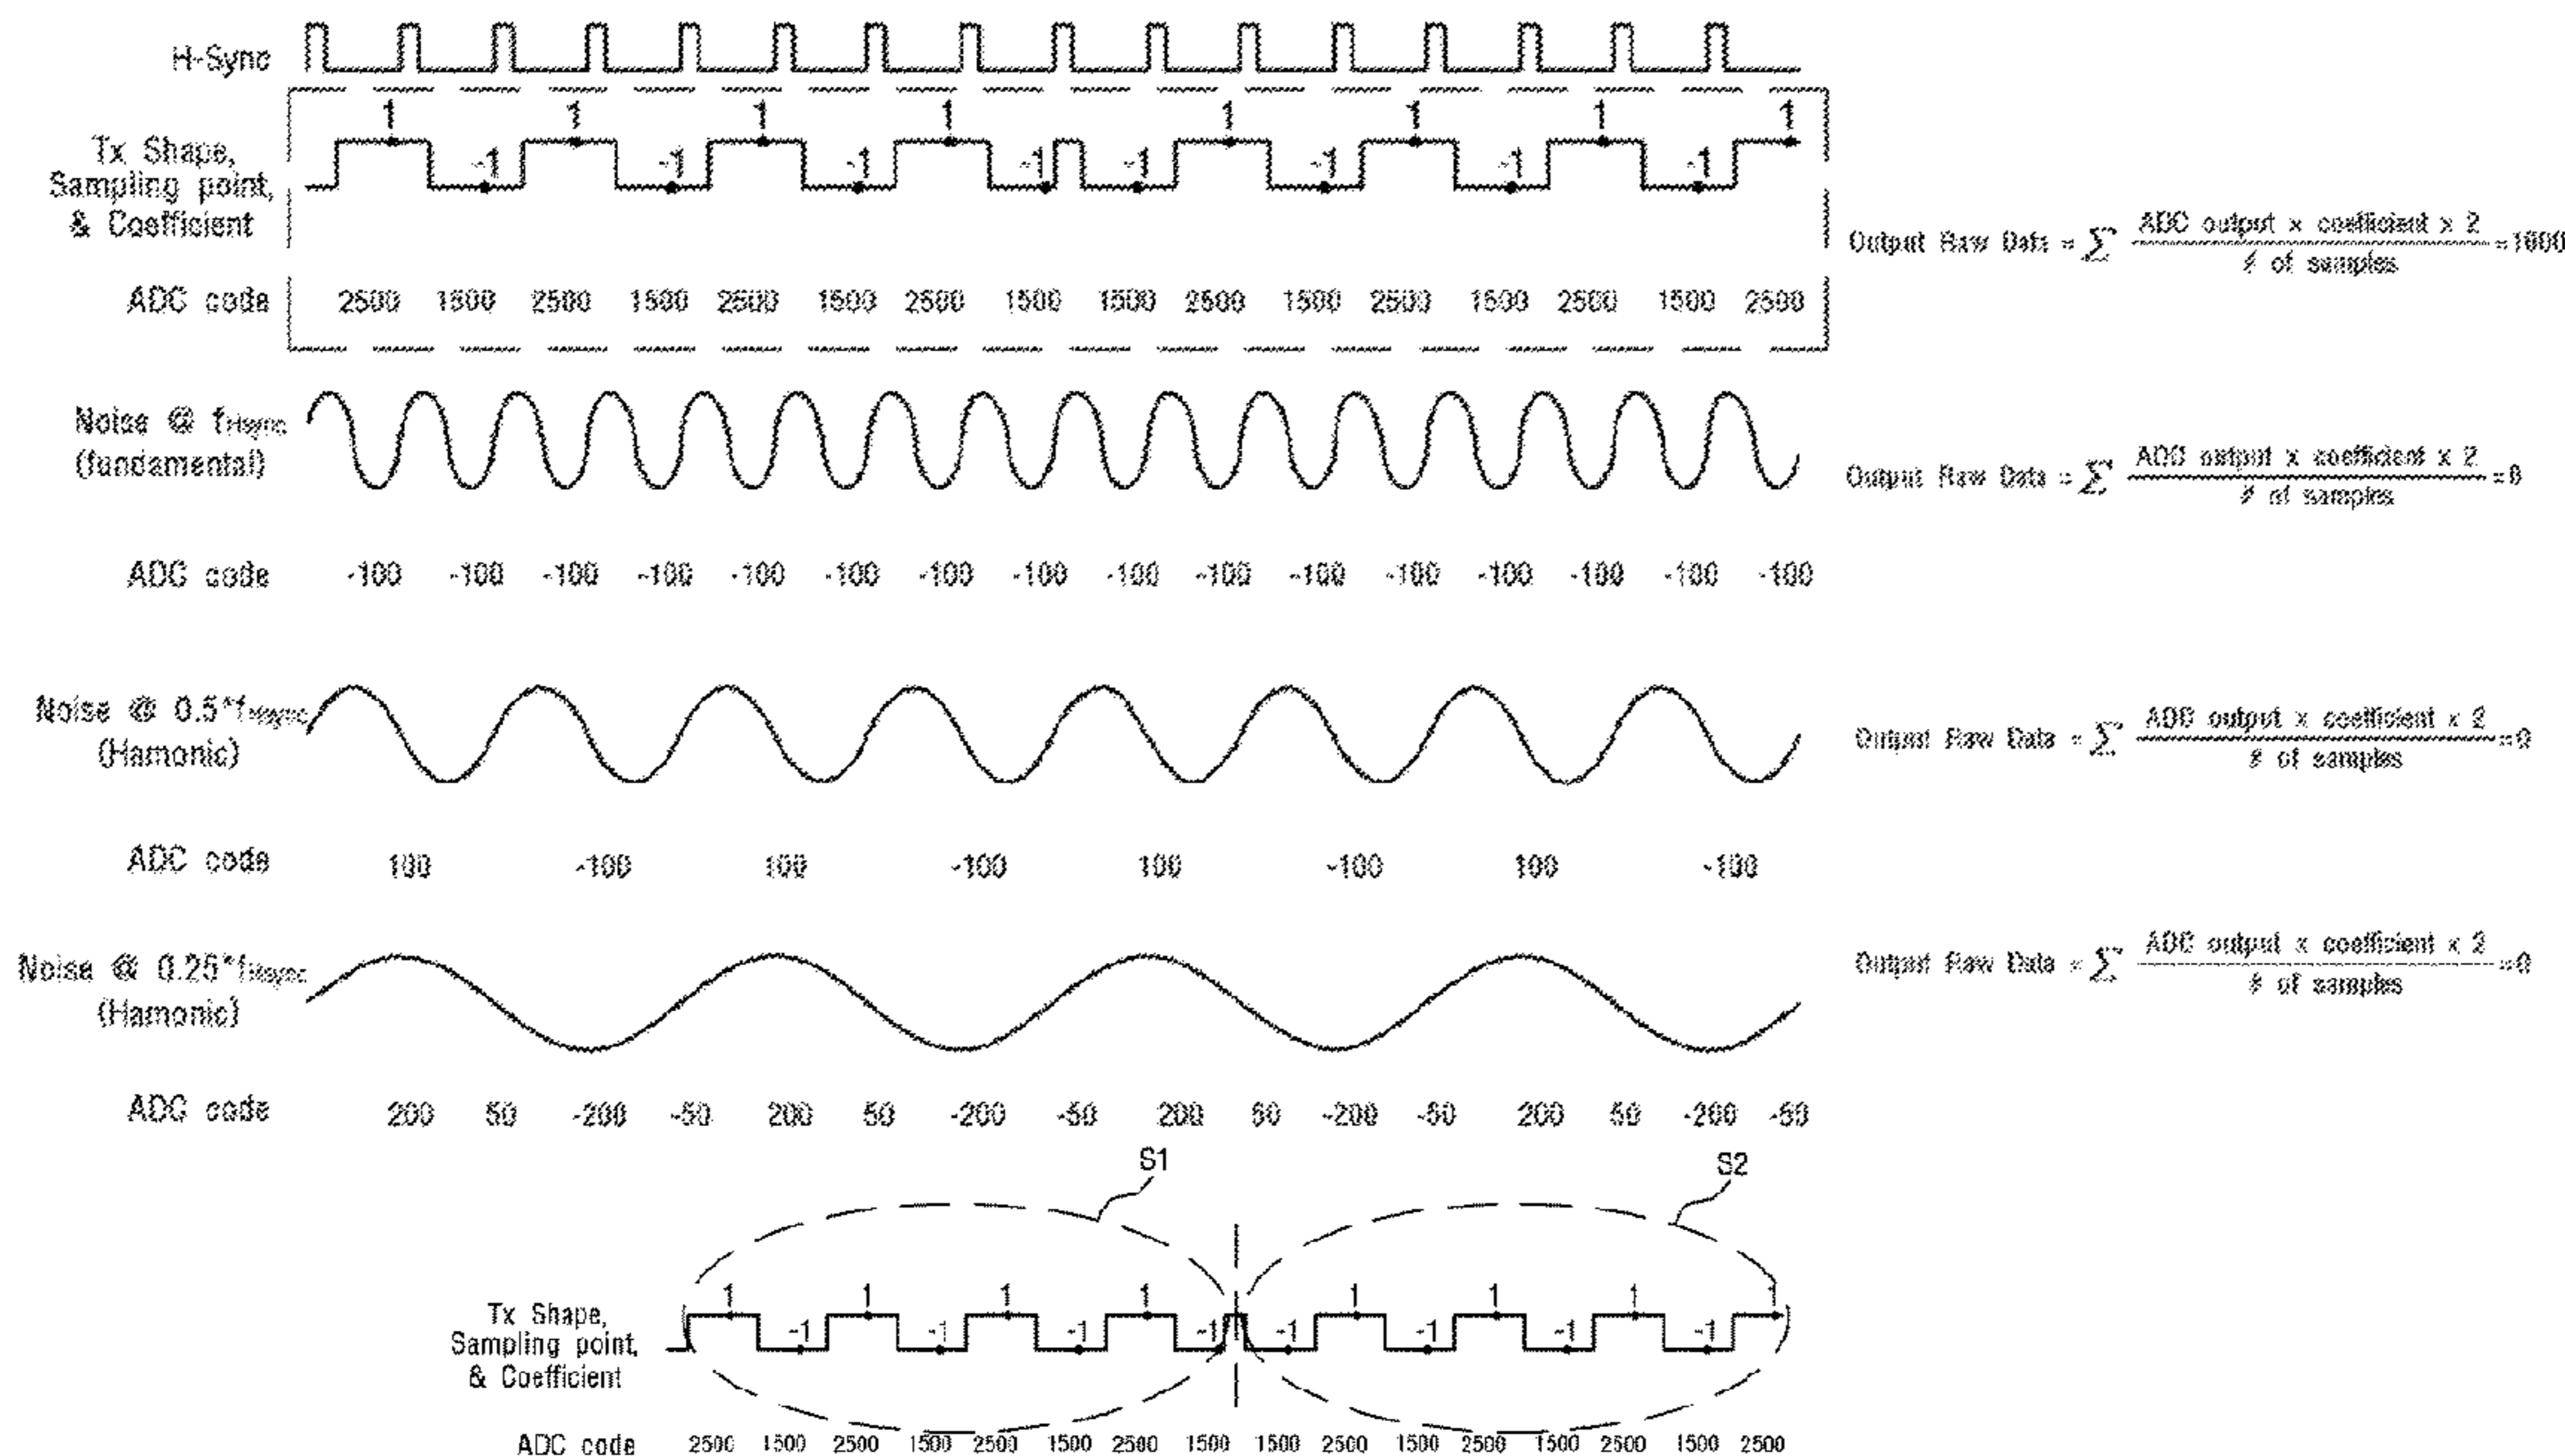 H-Sync
1 1 1 1 1 1 1 1
Tx Shape,
Sampling point,
& Coefficient
-1 -1 -1 -1 -1 -1 -1 -1
Output Raw Data = ∑ ADC output x coefficient x 2 / # of samples =1000
ADC code 2500 1500 2500 1500 2500 1500 2500 1500 1500 2500 1500 2500 1500 2500 1500 2500
Noise @ fHsync
(fundamental)
Output Raw Data = ∑ ADC output x coefficient x 2 / # of samples =0
ADC code -100 -100 -100 -100 -100 -100 -100 -100 -100 -100 -100 -100 -100 -100 -100 -100
Noise @ 0.5*fHsync
(Hamonic)
Output Raw Data = ∑ ADC output x coefficient x 2 / # of samples =0
ADC code 100 -100 100 -100 100 -100 100 -100
Noise @ 0.25*fHsync
(Hamonic)
Output Raw Data = ∑ ADC output x coefficient x 2 / # of samples =0
ADC code 200 50 -200 -50 200 50 -200 -50 200 50 -200 -50 200 50 -200 -50
S1 S2
1 1 1 1 1 1 1 1
Tx Shape,
Sampling point,
& Coefficient
-1 -1 -1 -1 -1 -1 -1 -1
ADC code 2500 1500 2500 1500 2500 1500 2500 1500 1500 2500 1500 2500 1500 2500 1500 2500